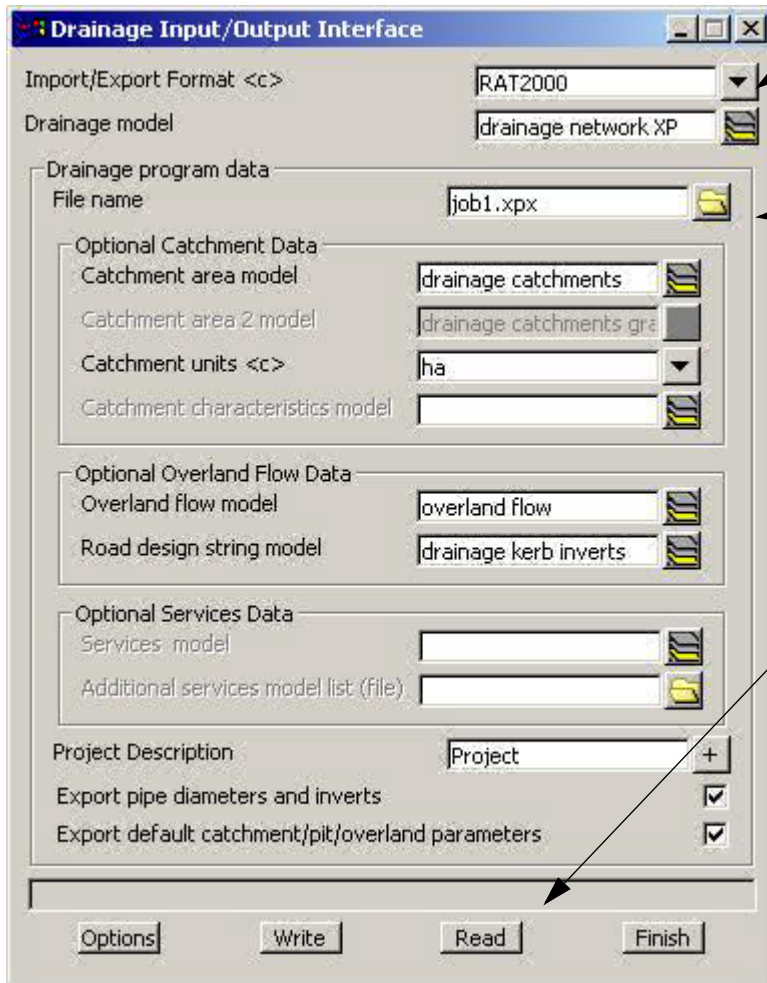 Drainage Input/Output Interface
Import/Export Format <c> RAT2000
Drainage model drainage network XP
Drainage program data
File name job1.xpx
Optional Catchment Data
Catchment area model drainage catchments
Catchment area 2 model drainage catchments gra
Catchment units <c> ha
Catchment characteristics model
Optional Overland Flow Data
Overland flow model overland flow
Road design string model drainage kerb inverts
Optional Services Data
Services model
Additional services model list (file)
Project Description Project +
Export pipe diameters and inverts
Export default catchment/pit/overland parameters
Options Write Read Finish